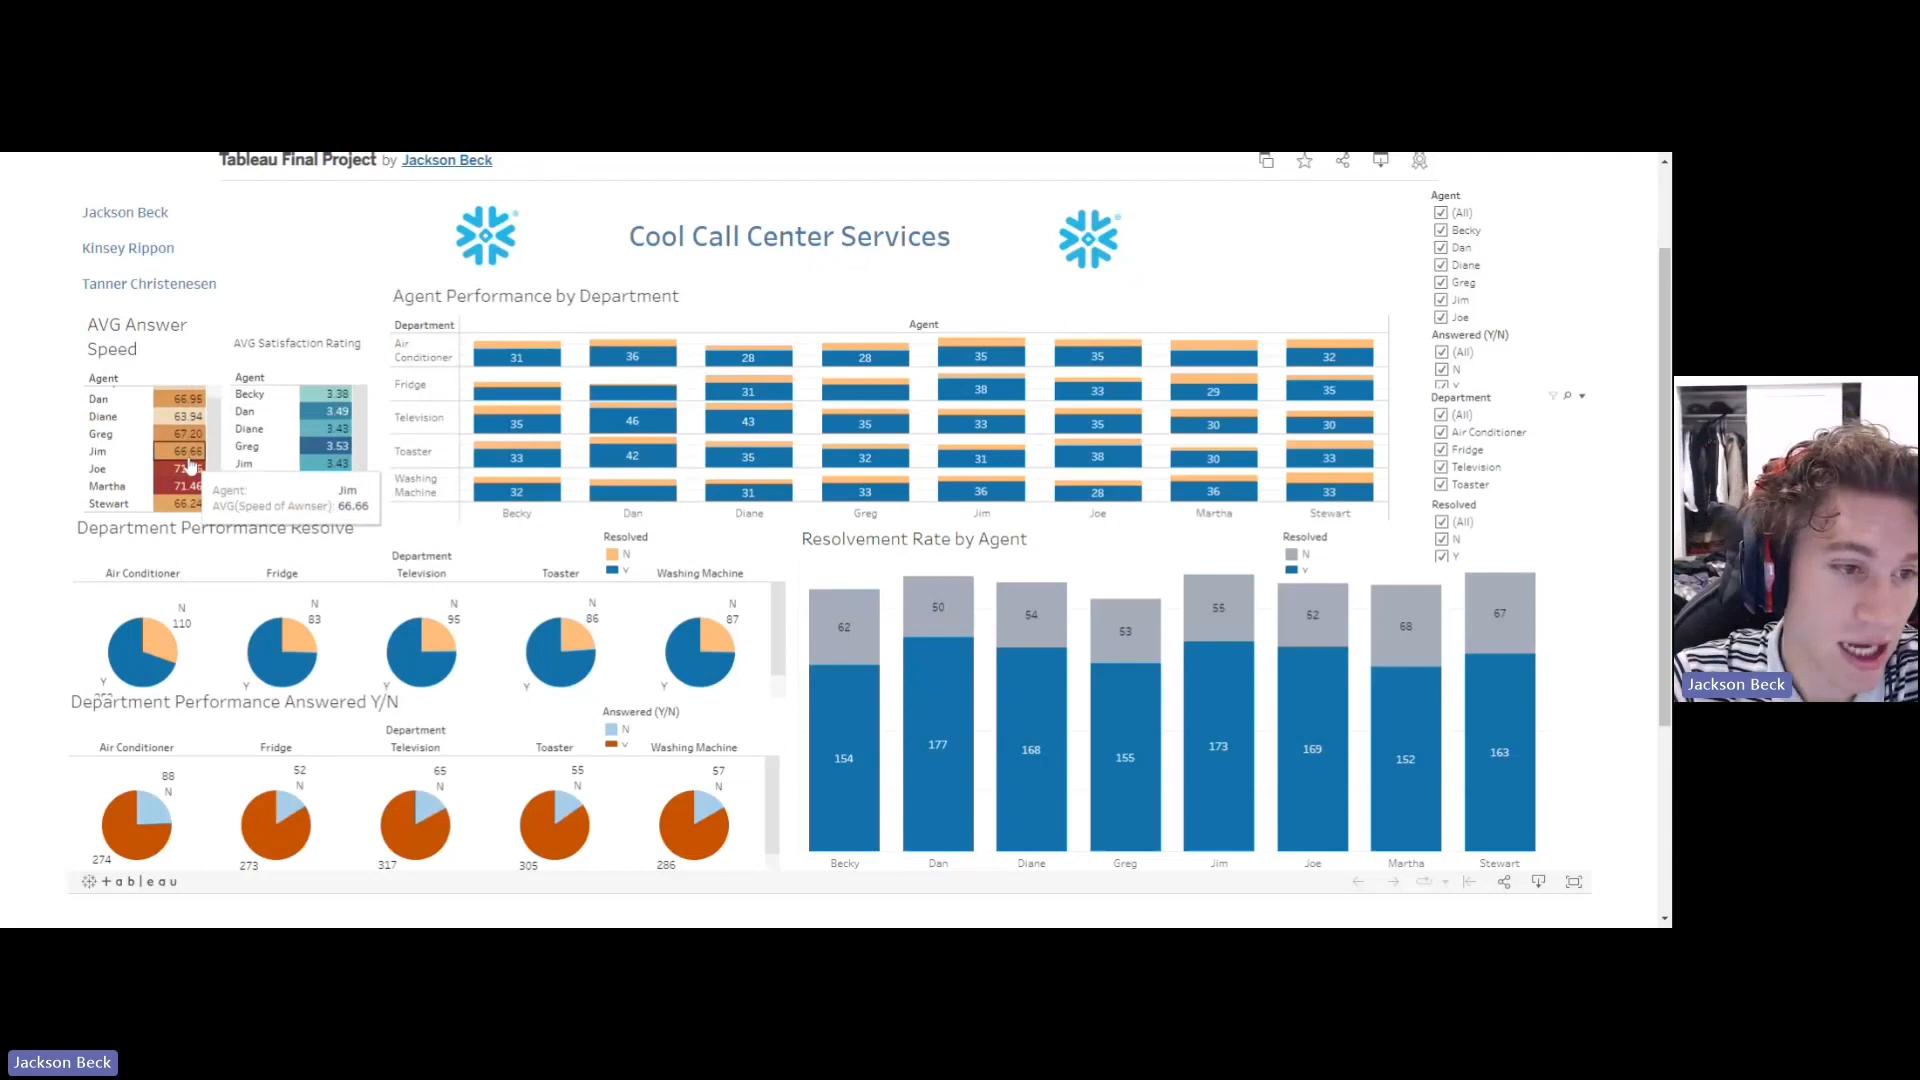 Tableau Final Project by Jackson Beck
Jackson Beck
Kinsey Rippon
Tanner Christenesen
Cool Call Center Services
AVG Answer
Speed
Agent
Dan 66.95
Diane 63.94
Greg 67.20
Jim 66.66
Joe
Martha 71.46
Stewart 66.24
AVG Satisfaction Rating
Agent
Becky 3.38
Dan 3.49
Diane 3.43
Greg 3.53
Jim 3.43
Agent: Jim
AVG(Speed of Awnser): 66.66
Agent Performance by Department
Department Agent
Air
Conditioner 31 36 28 28 35 35 32
Fridge 31 38 33 29 35
Television 35 46 43 35 33 35 30 30
Toaster 33 42 35 32 31 38 30 33
Washing
Machine 32 31 33 36 28 36 33
Becky Dan Diane Greg Jim Joe Martha Stewart
Agent
(All)
Becky
Dan
Diane
Greg
Jim
Joe
Answered (Y/N)
(All)
N
Department
(All)
Air Conditioner
Fridge
Television
Toaster
Resolved
(All)
N
Y
Department Performance Resolve
Resolved
N
Y
Department
Air Conditioner Fridge Television Toaster Washing Machine
N N N N N
110 83 95 86 87
Y Y Y Y Y
Department Performance Answered Y/N
Answered (Y/N)
N
Y
Department
Air Conditioner Fridge Television Toaster Washing Machine
88 52 65 55 57
N N N N N
274 273 317 305 286
Resolvement Rate by Agent
Resolved
N
Y
62 50 54 53 55 52 68 67
154 177 168 155 173 169 152 163
Becky Dan Diane Greg Jim Joe Martha Stewart
+ableau
Jackson Beck
Jackson Beck